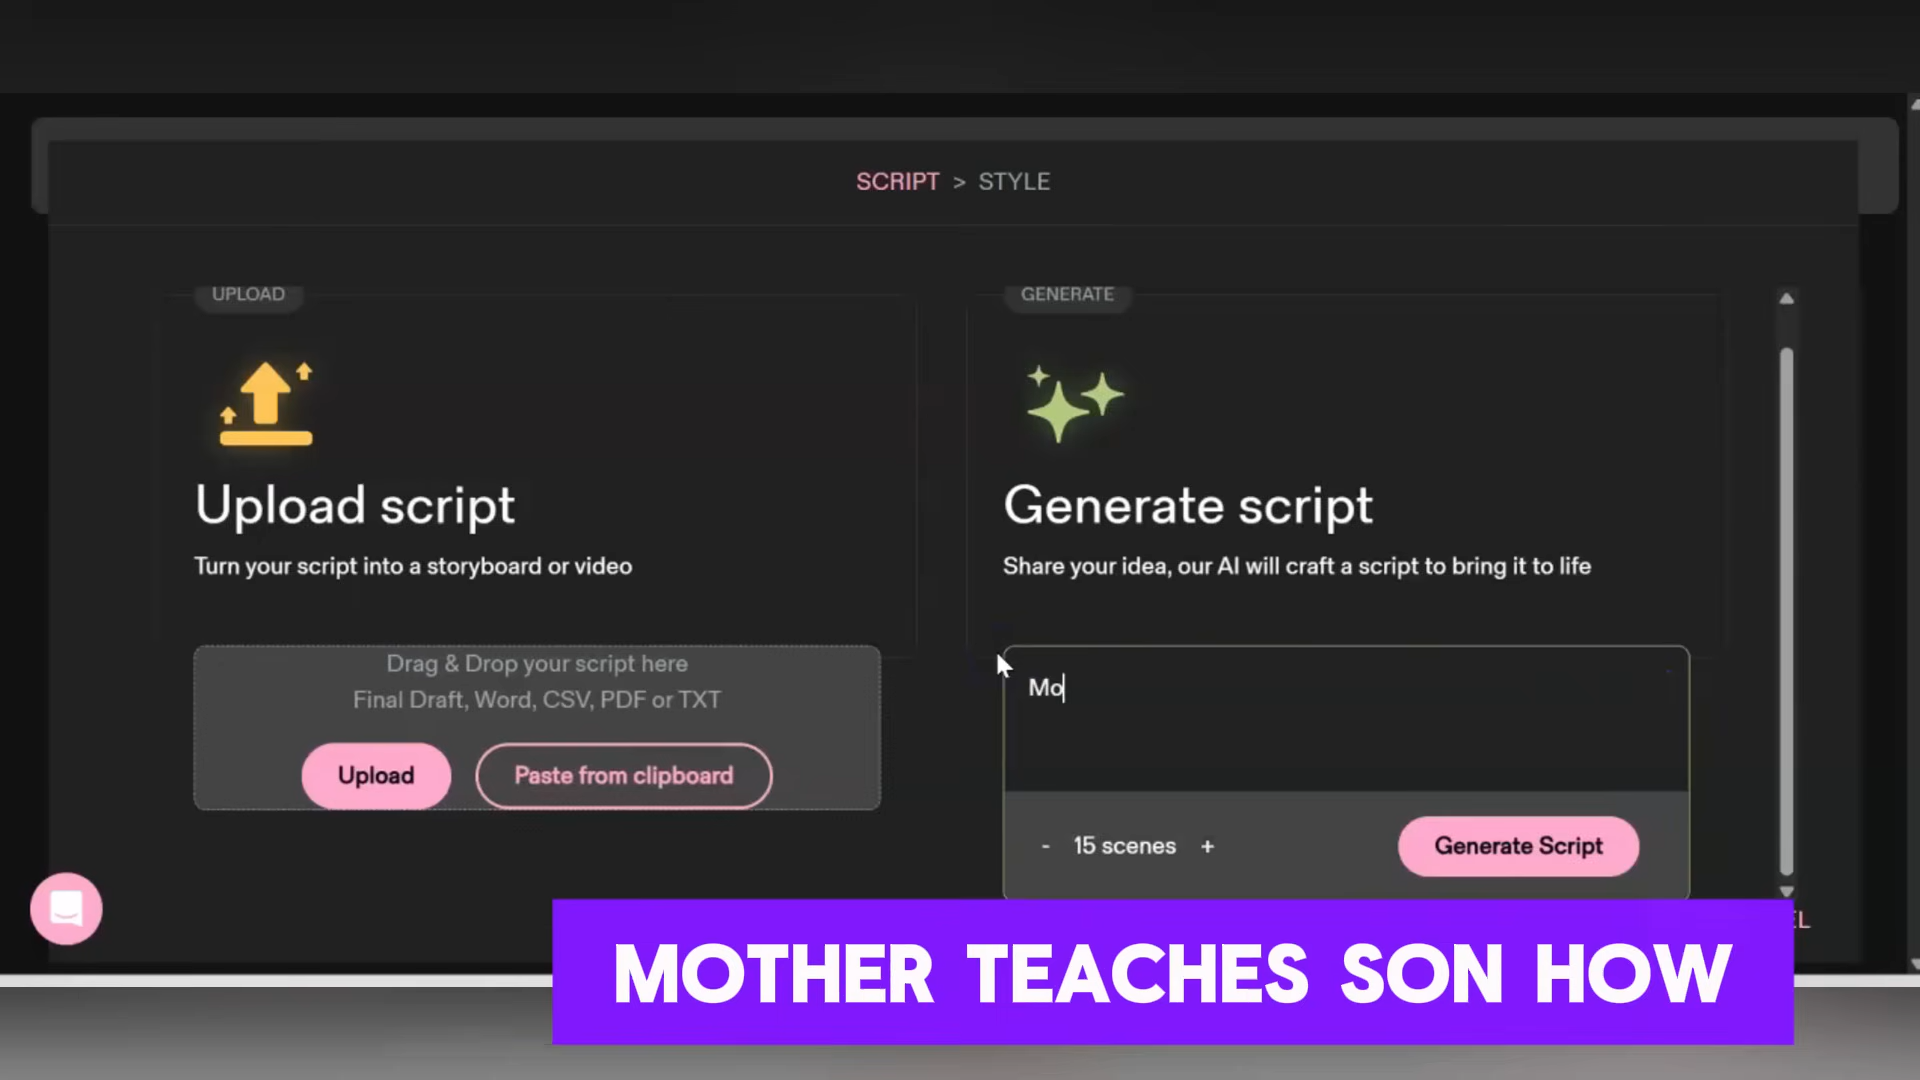 SCRIPT > STYLE
UPLOAD
Upload script
Turn your script into a storyboard or video
Drag & Drop your script here
Final Draft, Word, CSV, PDF or TXT
Upload
Paste from clipboard
GENERATE
Generate script
Share your idea, our AI will craft a script to bring it to life
Mo
- 15 scenes +
Generate Script
EL
MOTHER TEACHES SON HOW